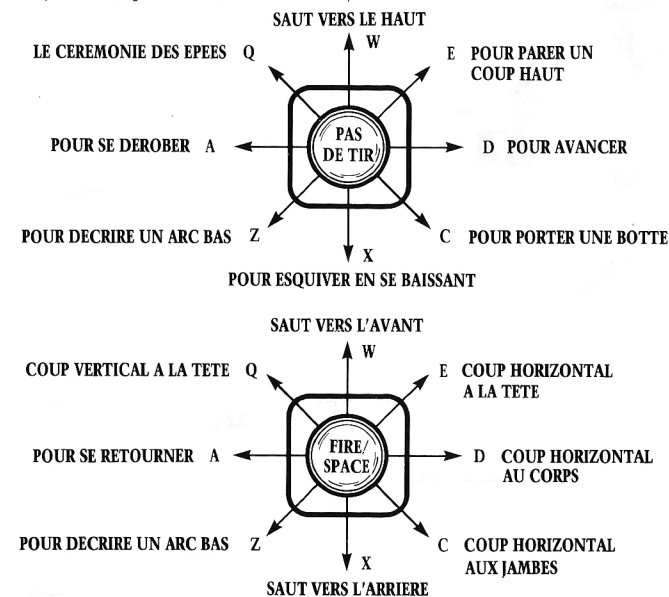 SAUT VERS LE HAUT
W
LE CEREMONIE DES EPEES Q
E POUR PARER UN
COUP HAUT
POUR SE DEROBER A
PAS
DE TIR
D POUR AVANCER
POUR DECRIRE UN ARC BAS Z
C POUR PORTER UNE BOTTE
X
POUR ESQUIVER EN SE BAISSANT
SAUT VERS L'AVANT
W
COUP VERTICAL A LA TETE Q
E COUP HORIZONTAL
A LA TETE
POUR SE RETOURNER A
FIRE/
SPACE
D COUP HORIZONTAL
AU CORPS
POUR DECRIRE UN ARC BAS Z
C COUP HORIZONTAL
AUX JAMBES
X
SAUT VERS L'ARRIERE